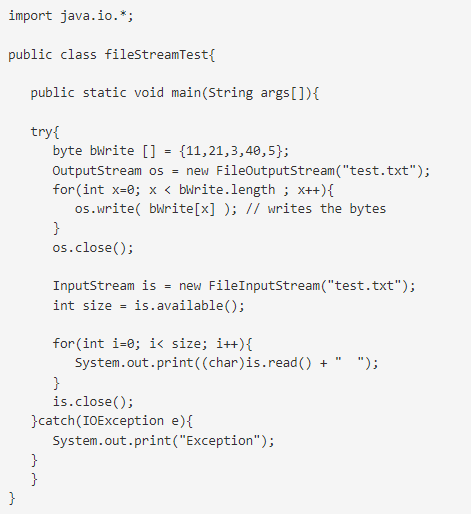 import java.io.*;
public class fileStreamTest{
public static void main(String args[]){
try{
byte bWrite [] = {11,21,3,40,5};
OutputStream os = new FileOutputStream("test.txt");
for(int x=0; x < bWrite.length ; x++){
os.write( bWrite[x] ); // writes the bytes
}
os.close();
InputStream is = new FileInputStream("test.txt");
int size = is.available();
for(int i=0; i< size; i++){
System.out.print((char)is.read() + "  ");
}
is.close();
}catch(IOException e){
System.out.print("Exception");
}
}
}